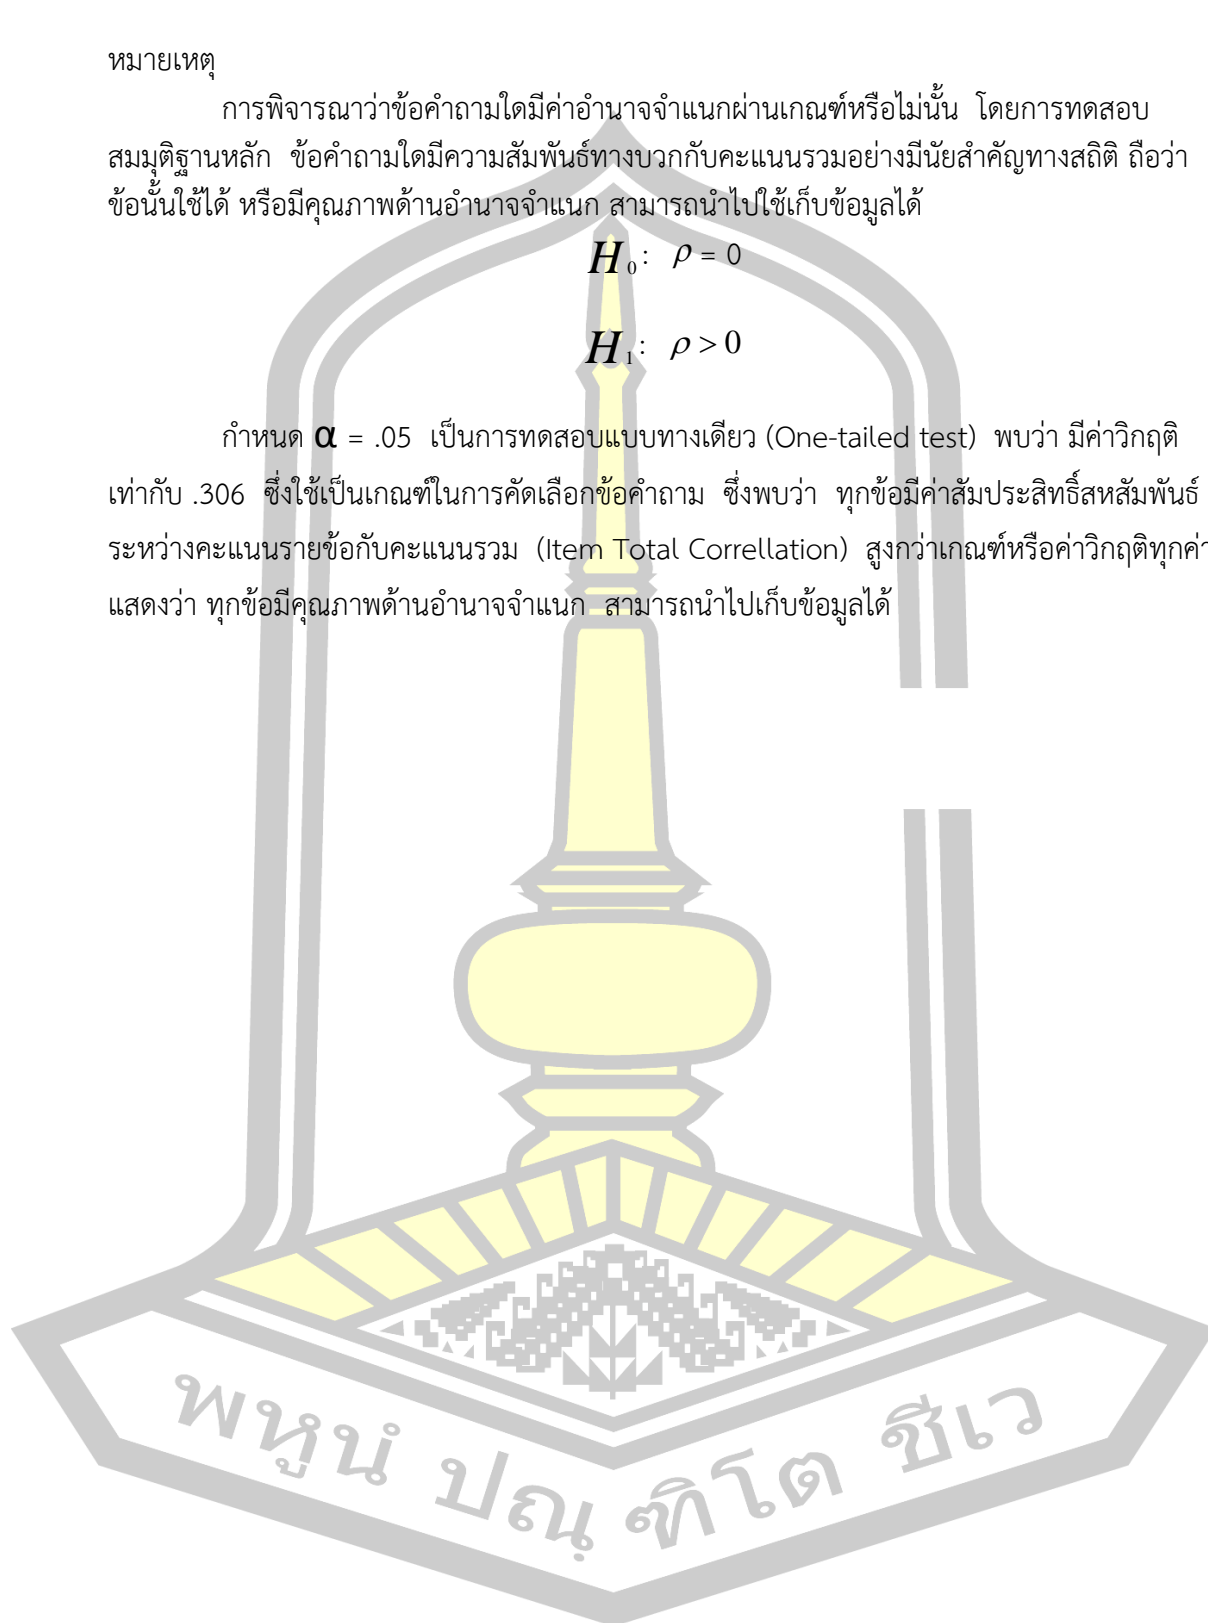 หมายเหตุ
การพิจารณาว่าข้อคำถามใดมีค่าอำนาจจำแนกผ่านเกณฑ์หรือไม่นั้น โดยการทดสอบ
สมมุติฐานหลัก ข้อคำถามใดมีความสัมพันธ์ทางบวกกับคะแนนรวมอย่างมีนัยสำคัญทางสถิติ ถือว่า
ข้อนั้นใช้ได้ หรือมีคุณภาพด้านอำนาจจำแนก สามารถนำไปใช้เก็บข้อมูลได้
H₀: ρ = 0
H₁: ρ > 0
กำหนด α = .05 เป็นการทดสอบแบบทางเดียว (One-tailed test) พบว่า มีค่าวิกฤติ
เท่ากับ .306 ซึ่งใช้เป็นเกณฑ์ในการคัดเลือกข้อคำถาม ซึ่งพบว่า ทุกข้อมีค่าสัมประสิทธิ์สหสัมพันธ์
ระหว่างคะแนนรายข้อกับคะแนนรวม (Item Total Correllation) สูงกว่าเกณฑ์หรือค่าวิกฤติทุกค่า
แสดงว่า ทุกข้อมีคุณภาพด้านอำนาจจำแนก สามารถนำไปเก็บข้อมูลได้
พหูนํ ปณฺ ฑิโต ชีเว